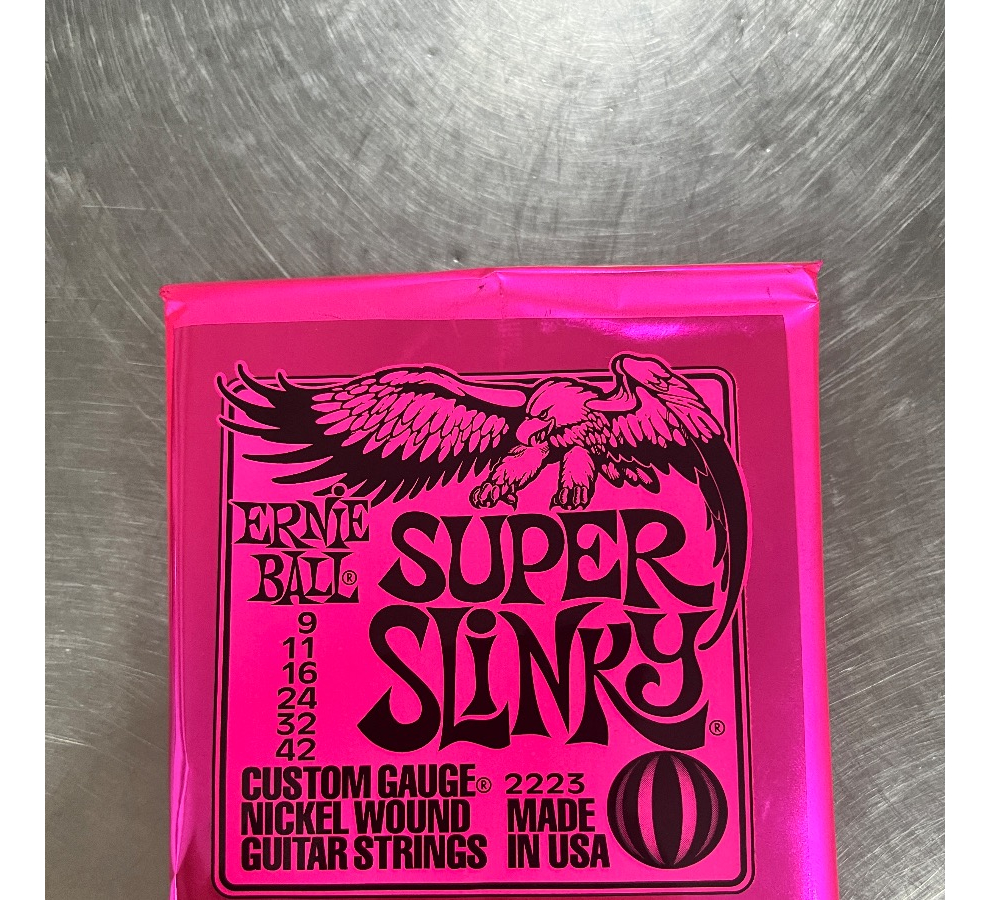 ERNIE
BALL®
SUPER
SLINKY®
9
11
16
24
32
42
CUSTOM GAUGE® 2223
NICKEL WOUND MADE
GUITAR STRINGS IN USA